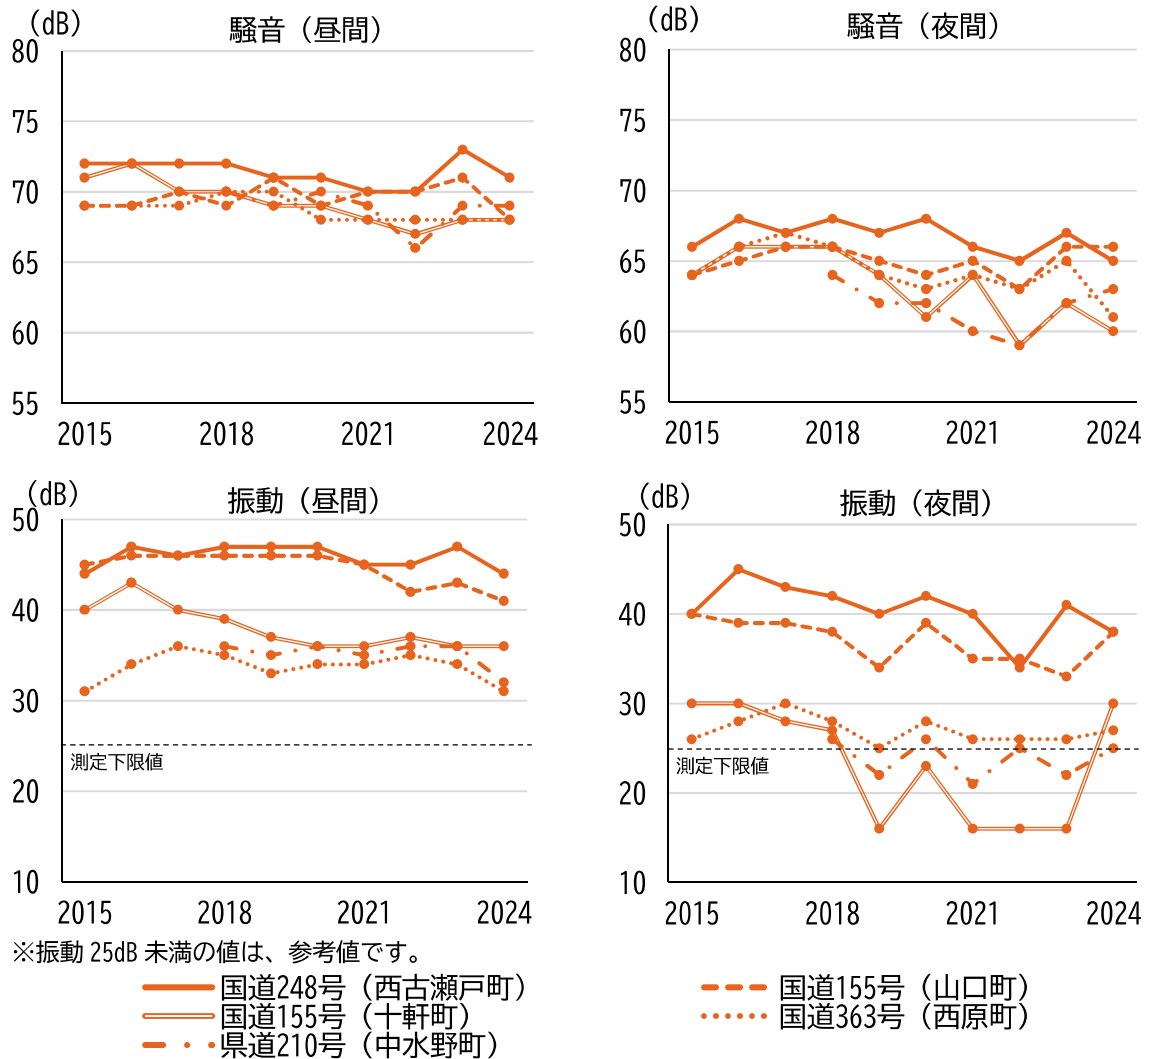 (dB)
騒音（昼間）
80
75
70
65
60
55
2015 2018 2021 2024
(dB)
騒音（夜間）
80
75
70
65
60
55
2015 2018 2021 2024
(dB)
振動（昼間）
50
40
30
測定下限値
20
10
2015 2018 2021 2024
(dB)
振動（夜間）
50
40
30
測定下限値
20
10
2015 2018 2021 2024
※振動 25dB 未満の値は、参考値です。
国道248号（西古瀬戸町）
国道155号（山口町）
国道155号（十軒町）
国道363号（西原町）
県道210号（中水野町）